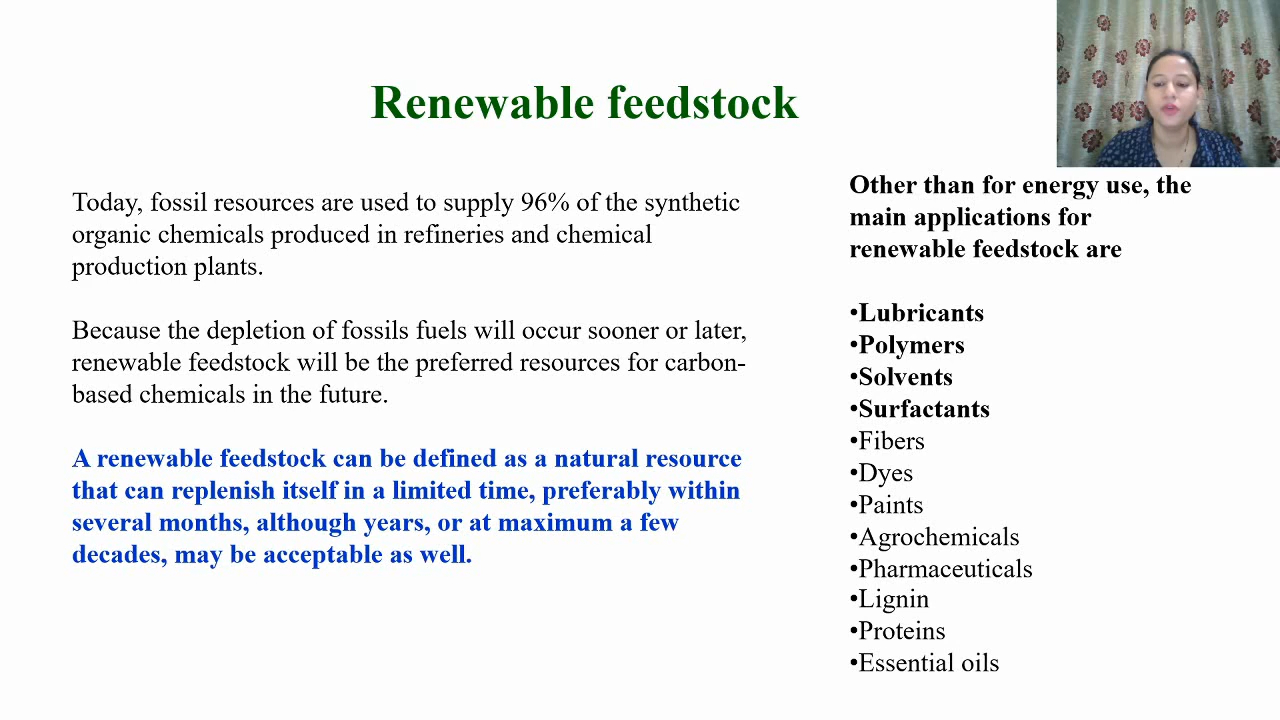 Renewable feedstock
Today, fossil resources are used to supply 96% of the synthetic
organic chemicals produced in refineries and chemical
production plants.
Because the depletion of fossils fuels will occur sooner or later,
renewable feedstock will be the preferred resources for carbon-
based chemicals in the future.
A renewable feedstock can be defined as a natural resource
that can replenish itself in a limited time, preferably within
several months, although years, or at maximum a few
decades, may be acceptable as well.
Other than for energy use, the
main applications for
renewable feedstock are
•Lubricants
•Polymers
•Solvents
•Surfactants
•Fibers
•Dyes
•Paints
•Agrochemicals
•Pharmaceuticals
•Lignin
•Proteins
•Essential oils